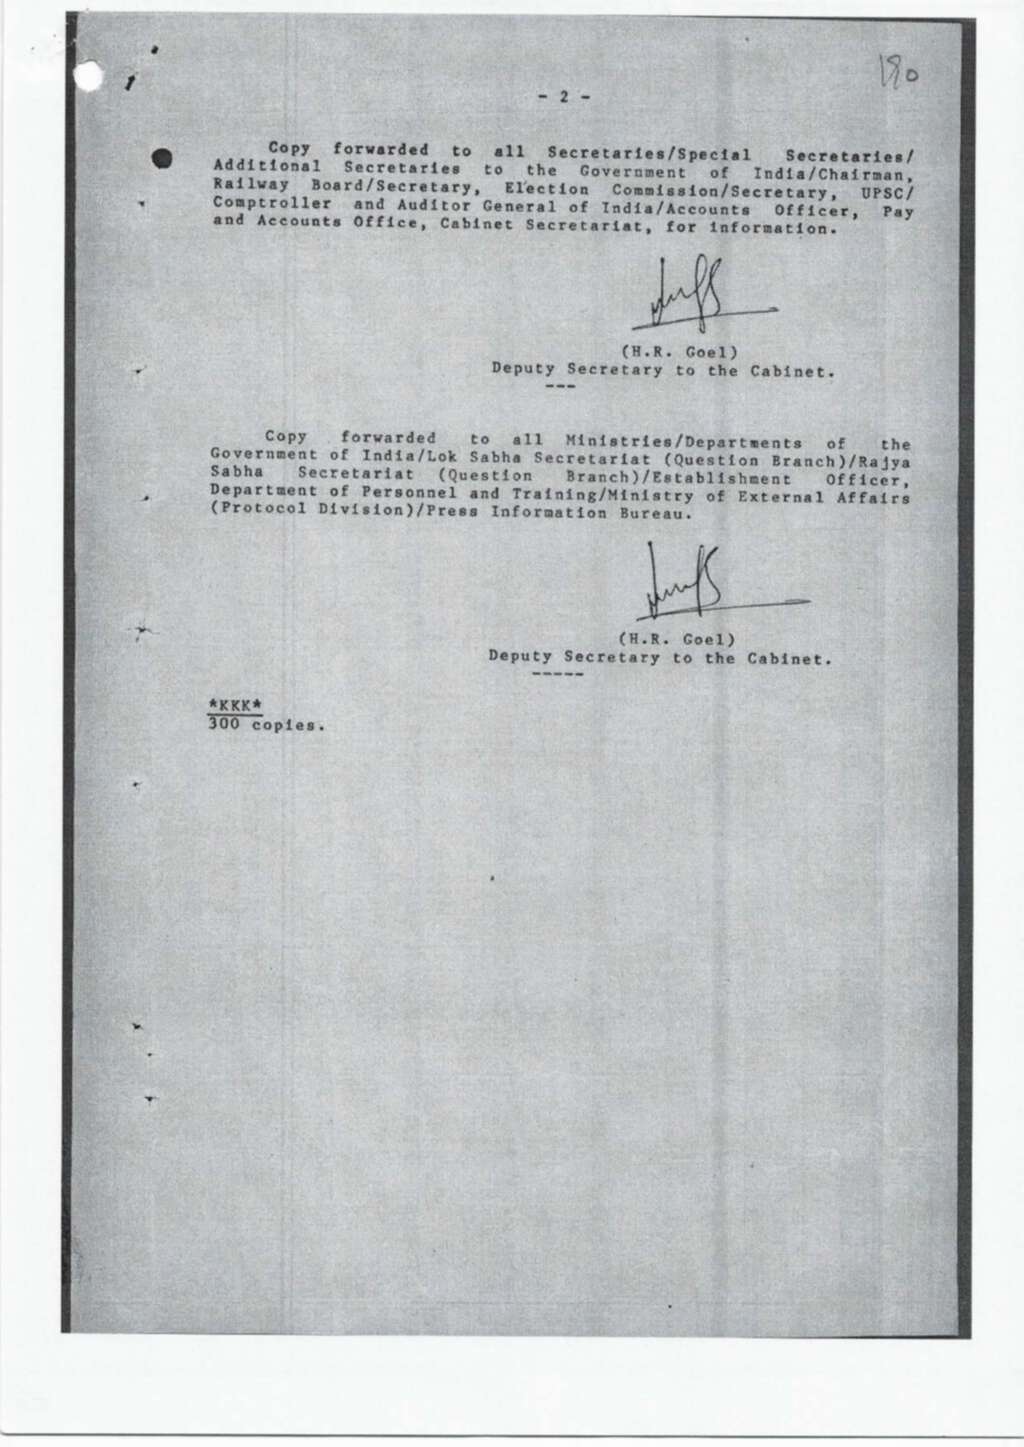 190
- 2 -
Copy forwarded to all Secretaries/Special Secretaries/
Additional Secretaries to the Government of India/Chairman,
Railway Board/Secretary, Election Commission/Secretary, UPSC/
Comptroller and Auditor General of India/Accounts Officer, Pay
and Accounts Office, Cabinet Secretariat, for information.
(H.R. Goel)
Deputy Secretary to the Cabinet.
---
Copy forwarded to all Ministries/Departments of the
Government of India/Lok Sabha Secretariat (Question Branch)/Rajya
Sabha Secretariat (Question Branch)/Establishment Officer,
Department of Personnel and Training/Ministry of External Affairs
(Protocol Division)/Press Information Bureau.
(H.R. Goel)
Deputy Secretary to the Cabinet.
-----
*KKK*
300 copies.